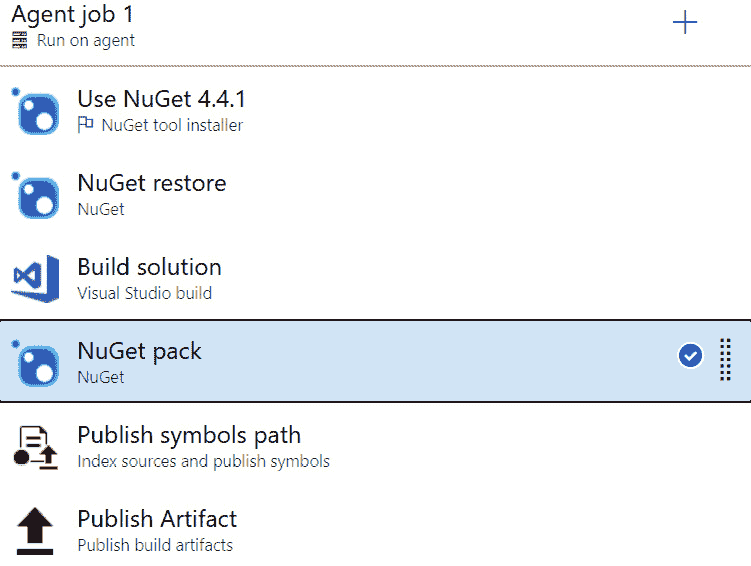 Agent job 1
Run on agent
Use NuGet 4.4.1
NuGet tool installer
NuGet restore
NuGet
Build solution
Visual Studio build
NuGet pack
NuGet
Publish symbols path
Index sources and publish symbols
Publish Artifact
Publish build artifacts